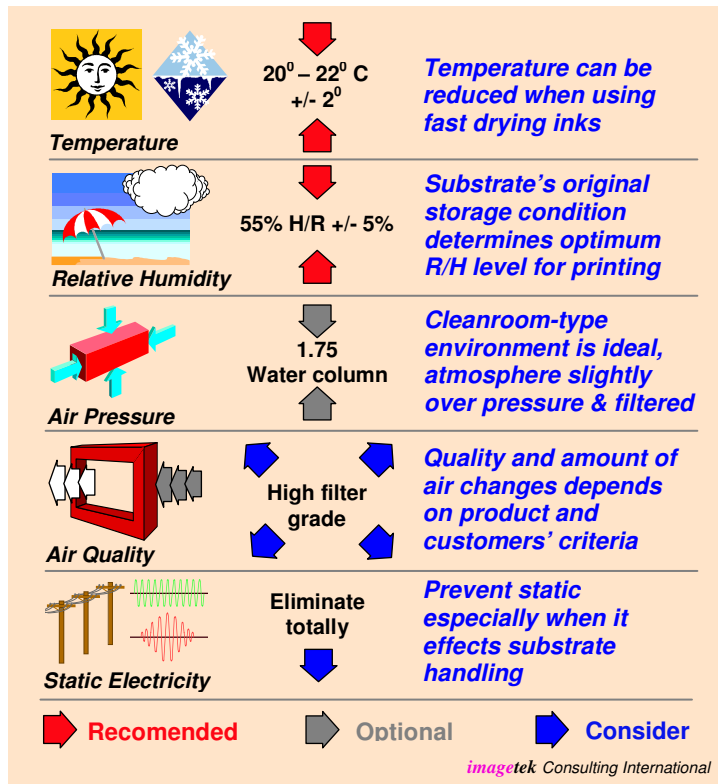 20⁰ – 22⁰ C
+/- 2⁰
Temperature can be
reduced when using
fast drying inks
Temperature
55% H/R +/- 5%
Substrate's original
storage condition
determines optimum
R/H level for printing
Relative Humidity
1.75
Water column
Cleanroom-type
environment is ideal,
atmosphere slightly
over pressure & filtered
Air Pressure
High filter
grade
Quality and amount of
air changes depends
on product and
customers' criteria
Air Quality
Eliminate
totally
Prevent static
especially when it
effects substrate
handling
Static Electricity
Recomended
Optional
Consider
imagetek Consulting International